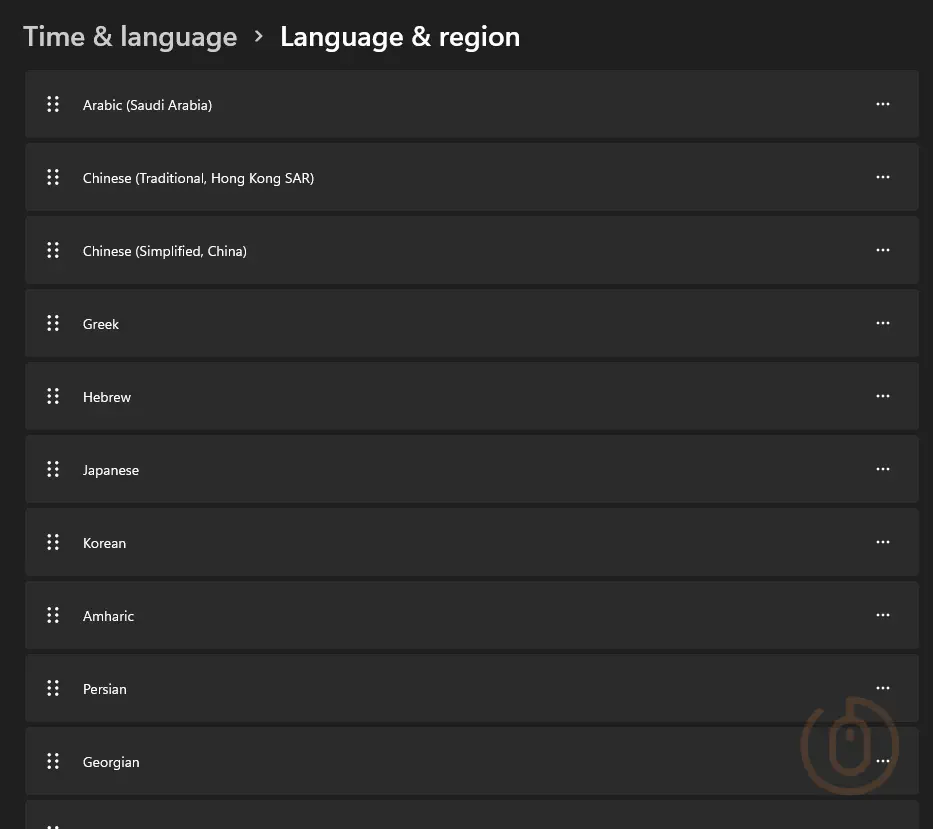 Time & language > Language & region
Arabic (Saudi Arabia)
Chinese (Traditional, Hong Kong SAR)
Chinese (Simplified, China)
Greek
Hebrew
Japanese
Korean
Amharic
Persian
Georgian